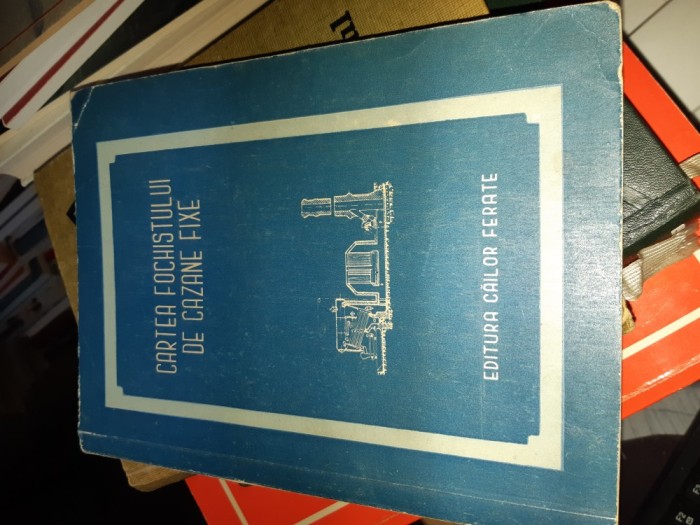 CARTEA FOCHISTULUI
DE CAZANE FIXE
EDITURA CĂILOR FERATE